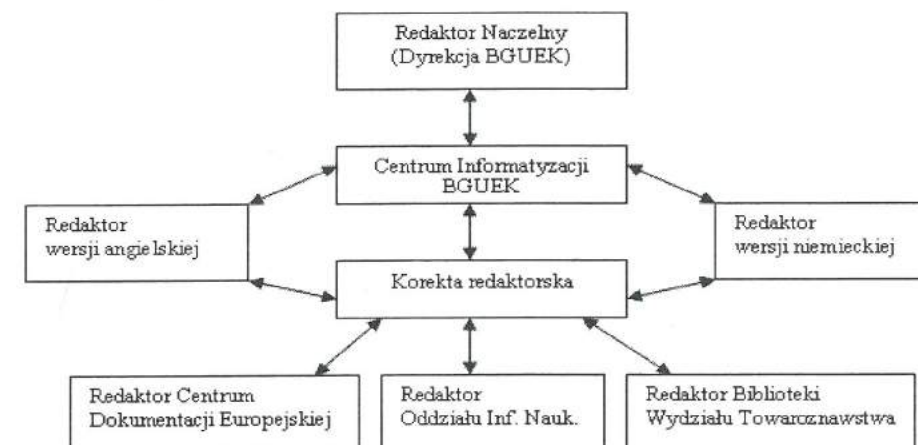 Redaktor Naczelny
(Dyrekcja BGUEK)
Centrum Informatyzacji
BGUEK
Redaktor
wersji angielskiej
Redaktor
wersji niemieckiej
Korekta redaktorska
Redaktor Centrum
Dokumentacji Europejskiej
Redaktor
Oddziału Inf. Nauk.
Redaktor Biblioteki
Wydziału Towaroznawstwa